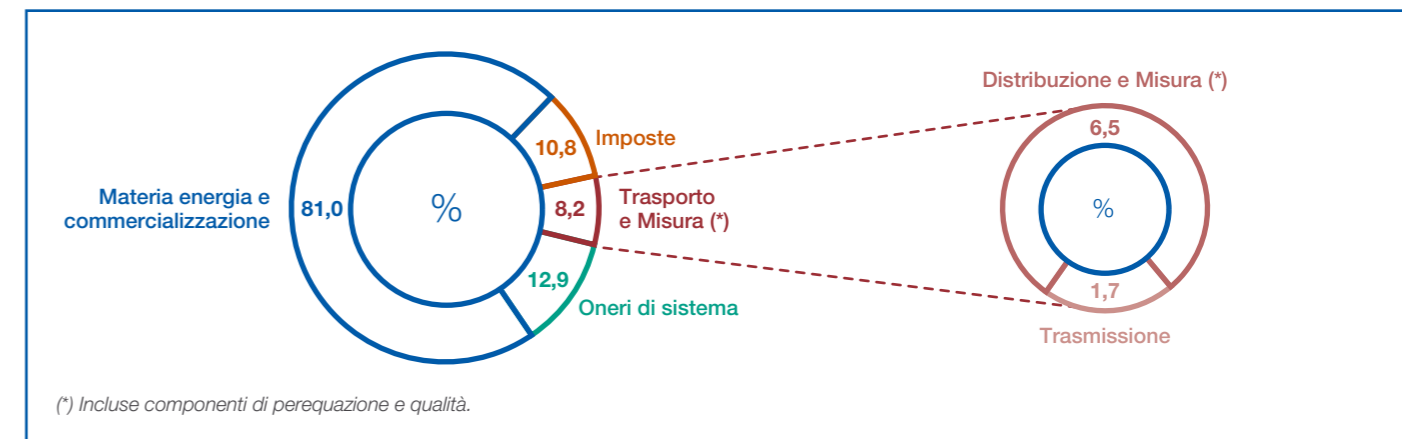 Distribuzione e Misura (*)
6,5
Imposte
10,8
Materia energia e
commercializzazione
81,0
%
8,2
Trasporto
e Misura (*)
%
12,9
Oneri di sistema
1,7
Trasmissione
(*) Incluse componenti di perequazione e qualità.